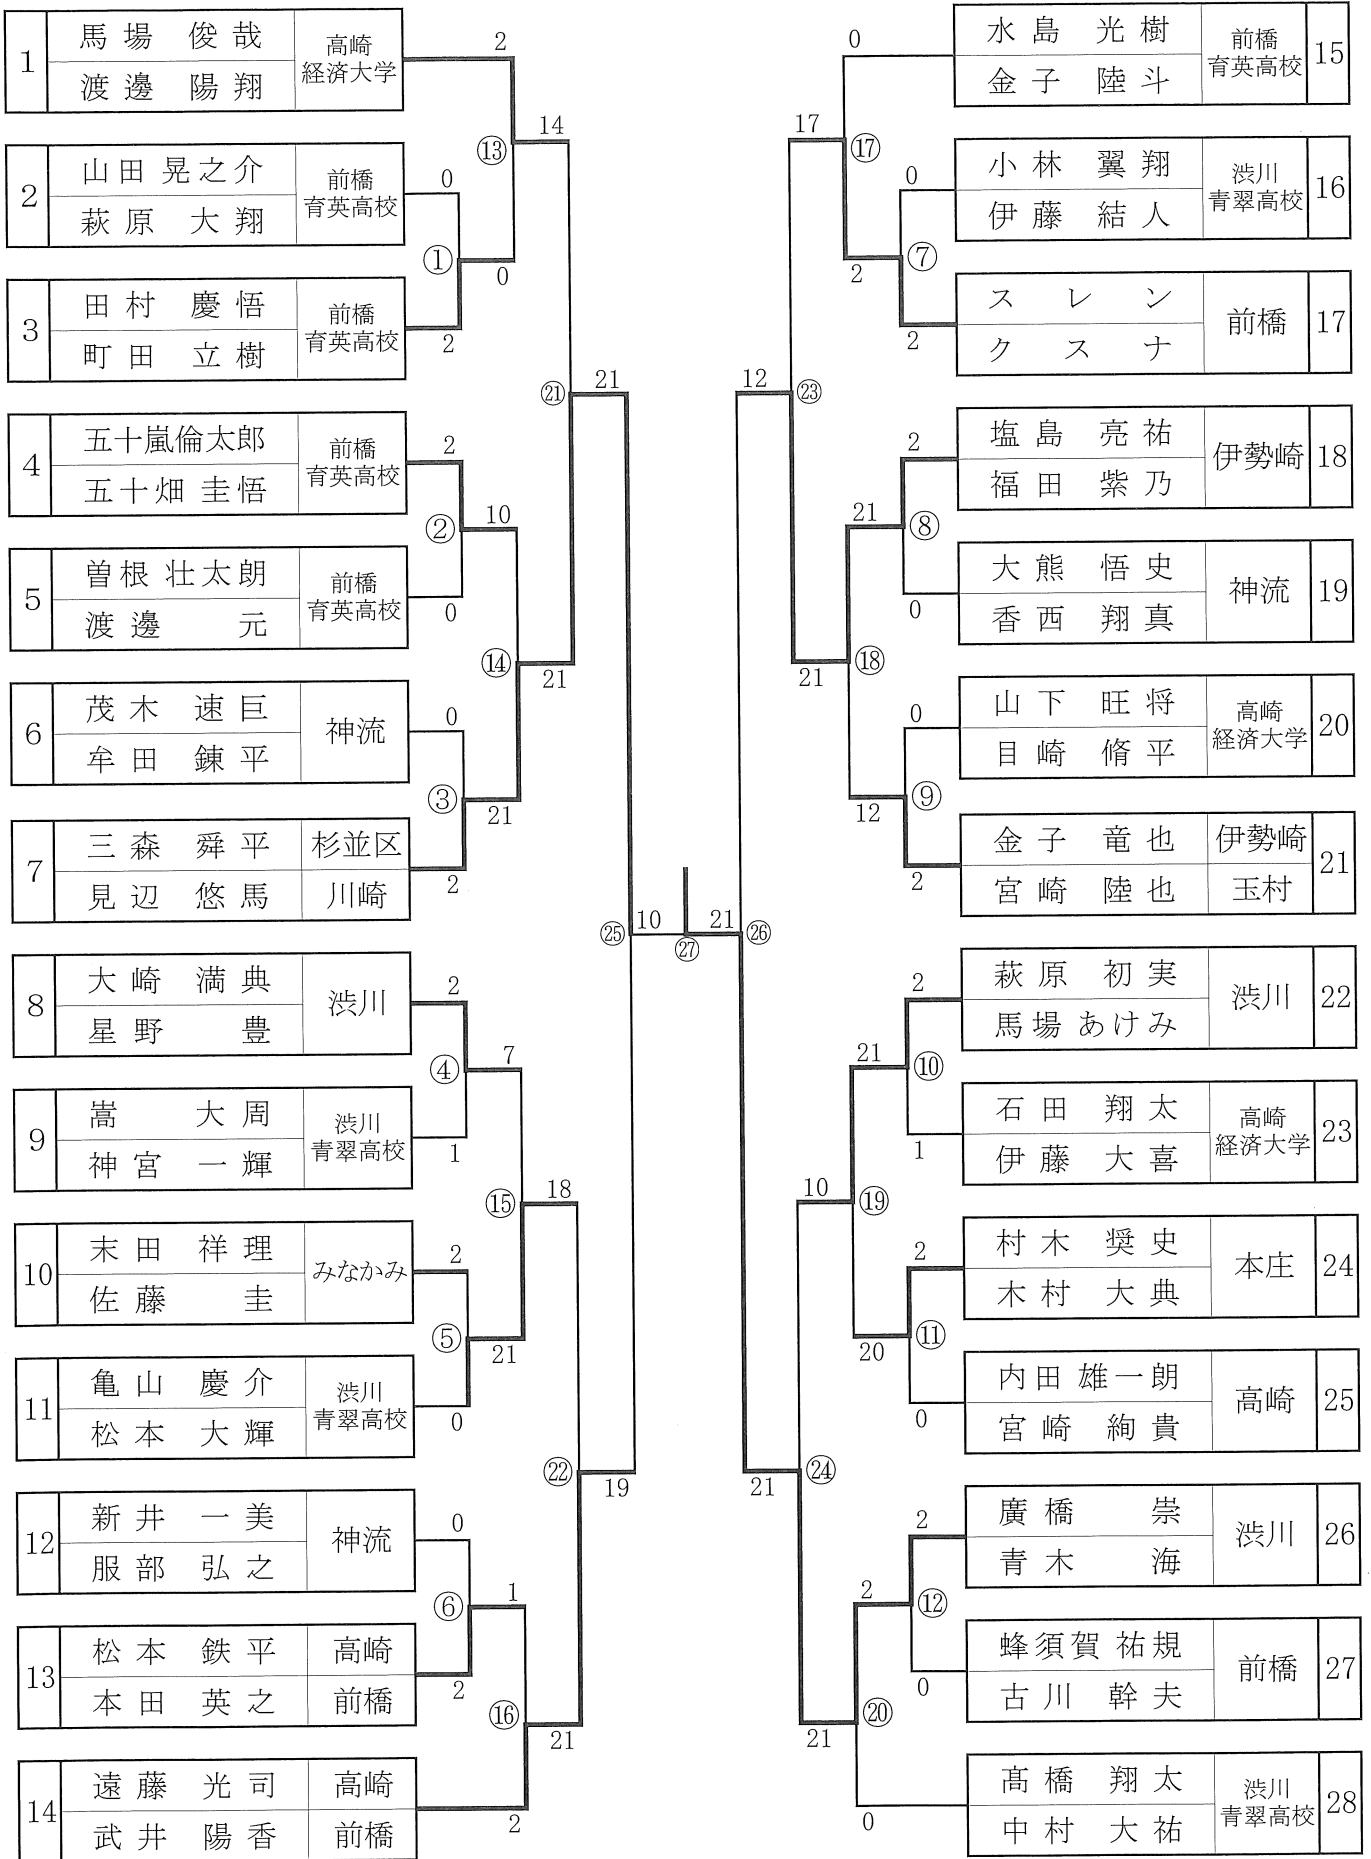 1 馬場 俊哉 高崎
渡邊 陽翔 経済大学
2 山田 晃之介 前橋
萩原 大翔 育英高校
3 田村 慶悟 前橋
町田 立樹 育英高校
4 五十嵐倫太郎 前橋
五十畑 圭悟 育英高校
5 曽根 壮太朗 前橋
渡邊 元 育英高校
6 茂木 速巨 神流
牟田 錬平
7 三森 舜平 杉並区
見辺 悠馬 川崎
8 大崎 満典 渋川
星野 豊
9 嵩 大周 渋川
神宮 一輝 青翠高校
10 末田 祥理 みなかみ
佐藤 圭
11 亀山 慶介 渋川
松本 大輝 青翠高校
12 新井 一美 神流
服部 弘之
13 松本 鉄平 高崎
本田 英之 前橋
14 遠藤 光司 高崎
武井 陽香 前橋
2
14
⑬
0
①
0
2
21
㉑
2
10
②
0
⑭
21
0
③
21
2
10
㉕
㉗
2
7
④
1
18
⑮
2
⑤
21
0
㉒
19
0
1
⑥
2
⑯
21
2
0
17
⑰
0
⑦
2
2
12
㉓
2
21
⑧
0
⑱
21
0
⑨
12
2
21
㉖
2
21
⑩
1
10
⑲
2
⑪
20
0
㉔
21
2
2
⑫
0
⑳
21
0
水島 光樹 前橋 15
金子 陸斗 育英高校
小林 翼翔 渋川 16
伊藤 結人 青翠高校
スレン 前橋 17
クスナ
塩島 亮祐 伊勢崎 18
福田 紫乃
大熊 悟史 神流 19
香西 翔真
山下 旺将 高崎 20
目崎 脩平 経済大学
金子 竜也 伊勢崎 21
宮崎 陸也 玉村
萩原 初実 渋川 22
馬場 あけみ
石田 翔太 高崎 23
伊藤 大喜 経済大学
村木 奨史 本庄 24
木村 大典
内田 雄一朗 高崎 25
宮崎 絢貴
廣橋 崇 渋川 26
青木 海
蜂須賀 祐規 前橋 27
古川 幹夫
髙橋 翔太 渋川 28
中村 大祐 青翠高校